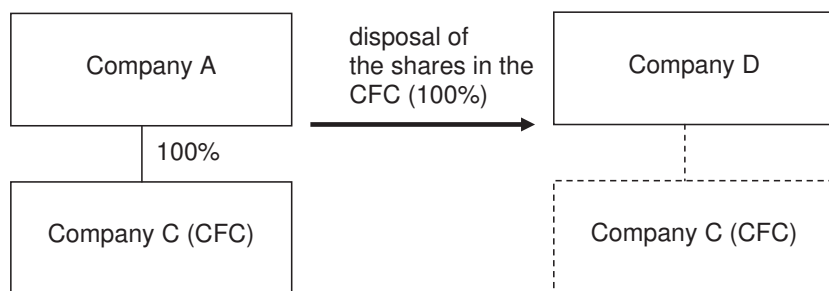 Company A
disposal of
the shares in the
CFC (100%)
Company D
100%
Company C (CFC)
Company C (CFC)